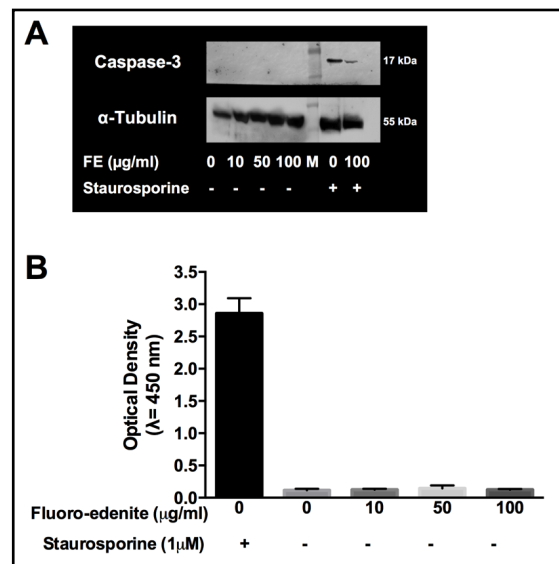 A
Caspase-3 17 kDa
α-Tubulin 55 kDa
FE (μg/ml) 0 10 50 100 M 0 100
Staurosporine - - - - + +
B
Optical Density
(λ= 450 nm)
3.5
3.0
2.5
2.0
1.5
1.0
0.5
0.0
Fluoro-edenite (μg/ml) 0 0 10 50 100
Staurosporine (1μM) + - - - -